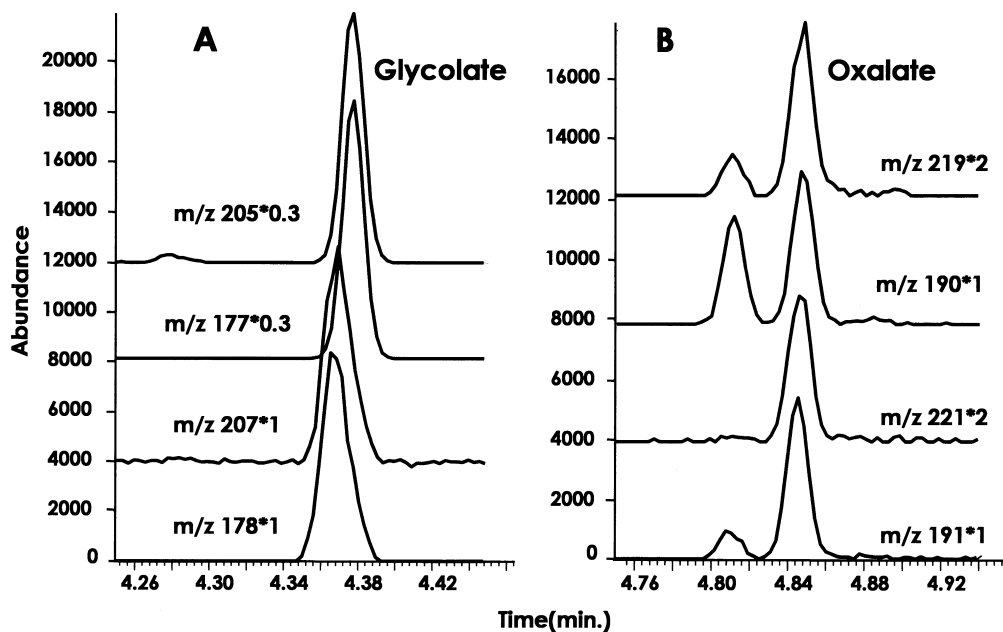 A
Glycolate
Abundance
20000
18000
16000
14000
12000
10000
8000
6000
4000
2000
0
m/z 205*0.3
m/z 177*0.3
m/z 207*1
m/z 178*1
4.26 4.30 4.34 4.38 4.42
B
Oxalate
16000
14000
12000
10000
8000
6000
4000
2000
0
m/z 219*2
m/z 190*1
m/z 221*2
m/z 191*1
4.76 4.80 4.84 4.88 4.92
Time(min.)